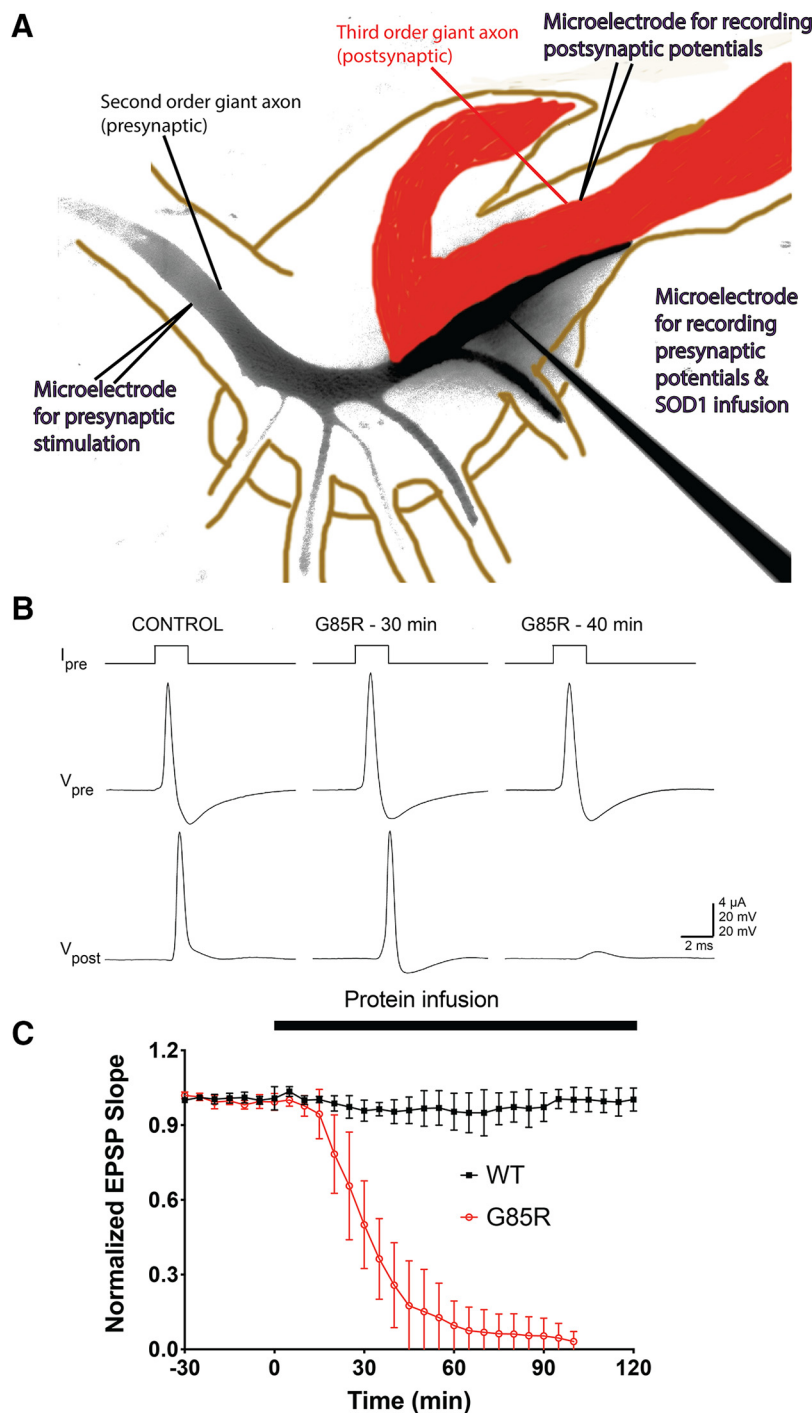 A
Third order giant axon
(postsynaptic)
Microelectrode for recording
postsynaptic potentials
Second order giant axon
(presynaptic)
Microelectrode
for recording
presynaptic
potentials &
SOD1 infusion
Microelectrode
for presynaptic
stimulation
B
CONTROL
G85R - 30 min
G85R - 40 min
Ipre
Vpre
Vpost
4 µA
20 mV
20 mV
2 ms
Protein infusion
C
Normalized EPSP Slope
1.2
0.9
0.6
0.3
0.0
WT
G85R
-30 0 30 60 90 120
Time (min)